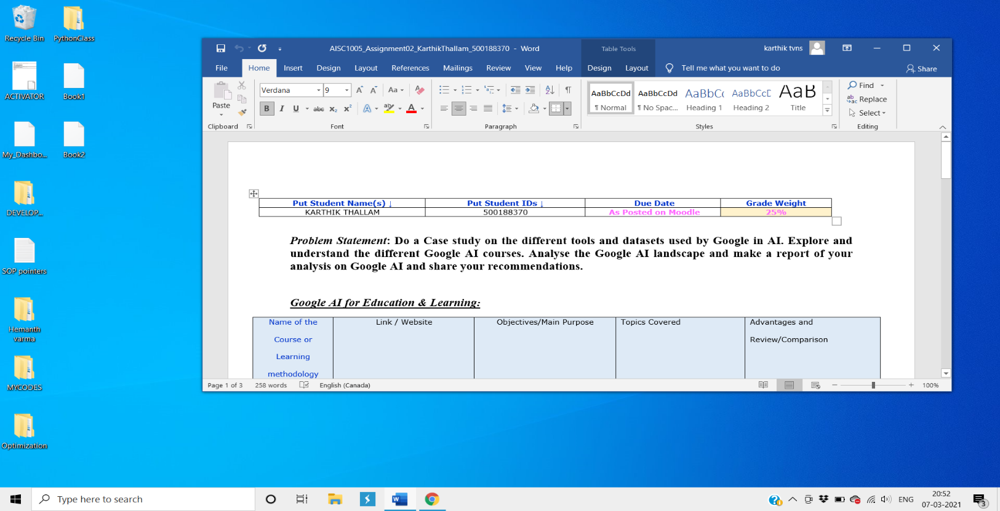 Recycle Bin
PythonClass
ACTIVATOR
Book1
My_Dashbo...
Book2
DEVELOP...
SOP pointers
Hemanth
varma
MYCODES
Optimization
AISC1005_Assignment02_KarthikThallam_500188370 - Word
Table Tools
karthik tvns
File Home Insert Design Layout References Mailings Review View Help Design Layout Tell me what you want to do Share
Paste
Clipboard
Verdana 9 Aa
B I U abc x₂ x² A ab A
Font
Paragraph
AaBbCcDd AaBbCcDd AaBbC AaBbCcE AaB
¶ Normal ¶ No Spac... Heading 1 Heading 2 Title
Styles
Find
Replace
Select
Editing
Put Student Name(s) ↓ Put Student IDs ↓ Due Date Grade Weight
KARTHIK THALLAM 500188370 As Posted on Moodle 25%
Problem Statement: Do a Case study on the different tools and datasets used by Google in AI. Explore and
understand the different Google AI courses. Analyse the Google AI landscape and make a report of your
analysis on Google AI and share your recommendations.
Google AI for Education & Learning:
Name of the
Course or
Learning
methodology
Link / Website
Objectives/Main Purpose
Topics Covered
Advantages and
Review/Comparison
Page 1 of 3 258 words English (Canada) 100%
Type here to search
ENG
20:52
07-03-2021
3